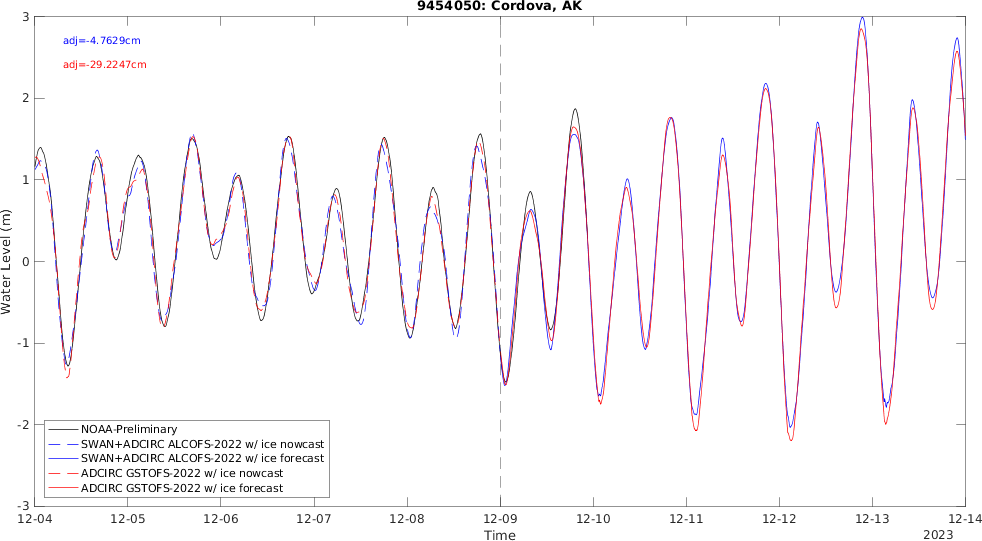 9454050: Cordova, AK
3
adj=-4.7629cm
adj=-29.2247cm
2
1
0
-1
-2
-3
Water Level (m)
NOAA-Preliminary
SWAN+ADCIRC ALCOFS-2022 w/ ice nowcast
SWAN+ADCIRC ALCOFS-2022 w/ ice forecast
ADCIRC GSTOFS-2022 w/ ice nowcast
ADCIRC GSTOFS-2022 w/ ice forecast
12-04 12-05 12-06 12-07 12-08 12-09 12-10 12-11 12-12 12-13 12-14
Time
2023